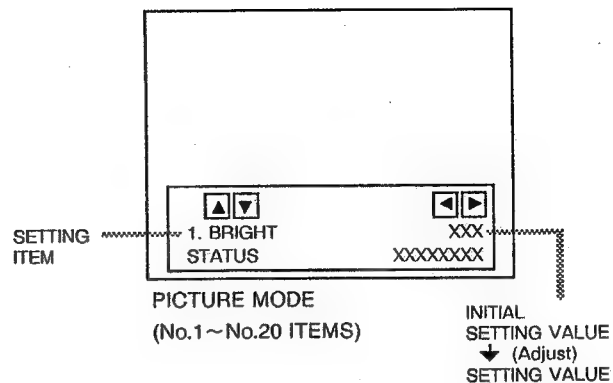 ▲ ▼ ◀ ▶
SETTING ITEM
1. BRIGHT XXX
STATUS XXXXXXXX
PICTURE MODE
(No.1~No.20 ITEMS)
INITIAL
SETTING VALUE
↓ (Adjust)
SETTING VALUE